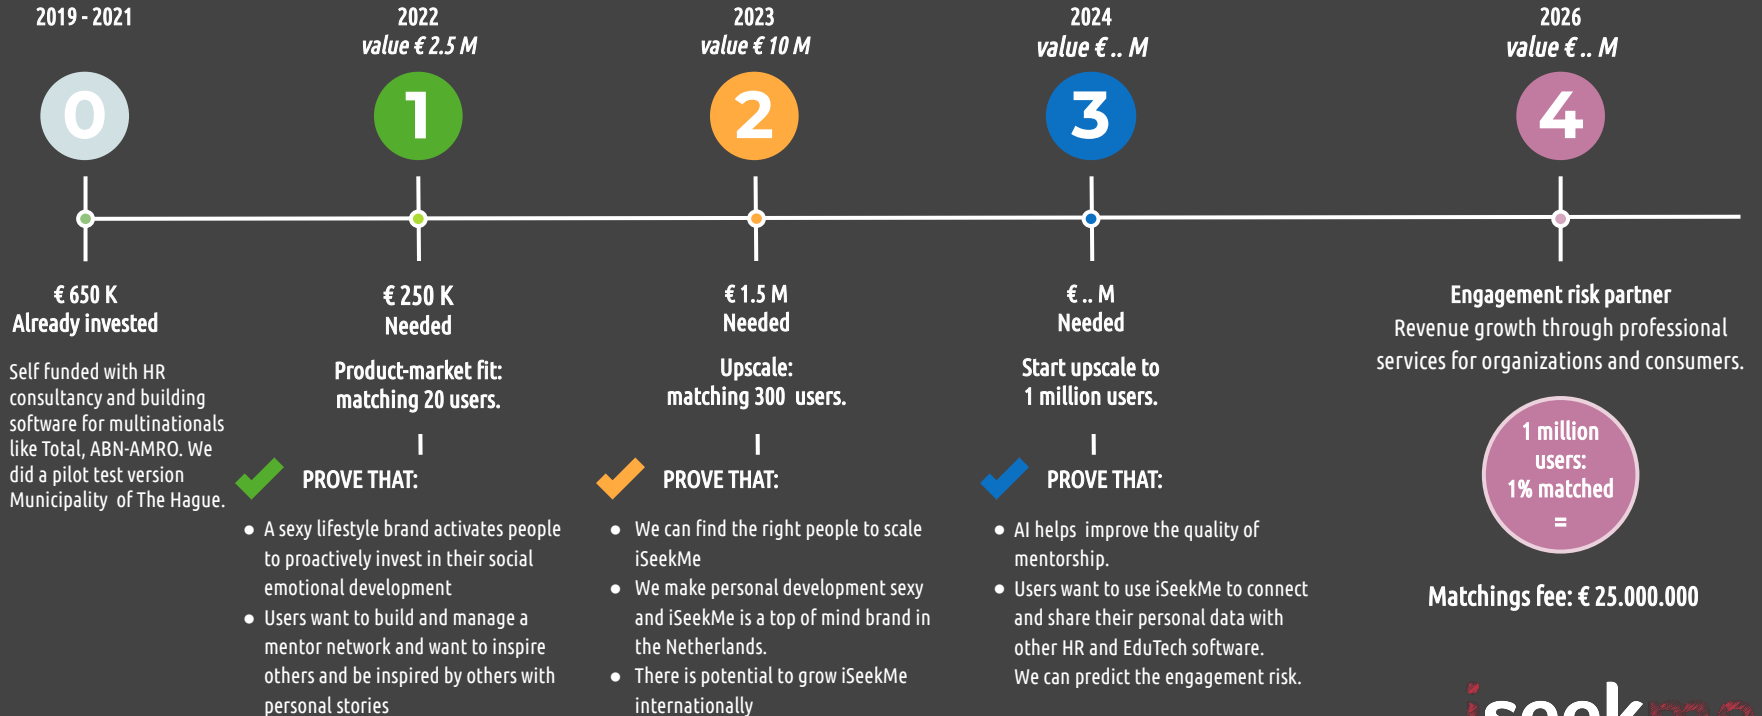 2019 - 2021
0
€ 650 K
Already invested
Self funded with HR
consultancy and building
software for multinationals
like Total, ABN-AMRO. We
did a pilot test version
Municipality of The Hague.
2022
value € 2.5 M
1
€ 250 K
Needed
Product-market fit:
matching 20 users.
PROVE THAT:
● A sexy lifestyle brand activates people
to proactively invest in their social
emotional development
● Users want to build and manage a
mentor network and want to inspire
others and be inspired by others with
personal stories
2023
value € 10 M
2
€ 1.5 M
Needed
Upscale:
matching 300 users.
PROVE THAT:
● We can find the right people to scale
iSeekMe
● We make personal development sexy
and iSeekMe is a top of mind brand in
the Netherlands.
● There is potential to grow iSeekMe
internationally
2024
value € .. M
3
€ .. M
Needed
Start upscale to
1 million users.
PROVE THAT:
● AI helps improve the quality of
mentorship.
● Users want to use iSeekMe to connect
and share their personal data with
other HR and EduTech software.
We can predict the engagement risk.
2026
value € .. M
4
Engagement risk partner
Revenue growth through professional
services for organizations and consumers.
1 million
users:
1% matched
=
Matchings fee: € 25.000.000
iseekme